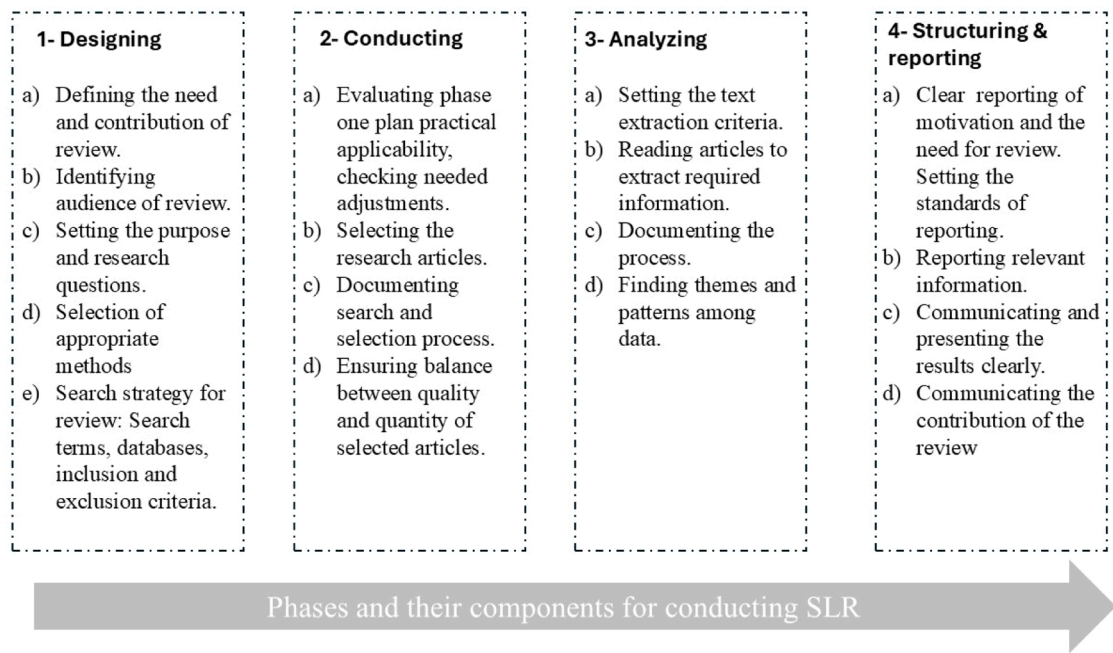 1- Designing
a) Defining the need
and contribution of
review.
b) Identifying
audience of review.
c) Setting the purpose
and research
questions.
d) Selection of
appropriate
methods
e) Search strategy for
review: Search
terms, databases,
inclusion and
exclusion criteria.
2- Conducting
a) Evaluating phase
one plan practical
applicability,
checking needed
adjustments.
b) Selecting the
research articles.
c) Documenting
search and
selection process.
d) Ensuring balance
between quality
and quantity of
selected articles.
3- Analyzing
a) Setting the text
extraction criteria.
b) Reading articles to
extract required
information.
c) Documenting the
process.
d) Finding themes and
patterns among
data.
4- Structuring &
reporting
a) Clear reporting of
motivation and the
need for review.
Setting the
standards of
reporting.
b) Reporting relevant
information.
c) Communicating and
presenting the
results clearly.
d) Communicating the
contribution of the
review
Phases and their components for conducting SLR